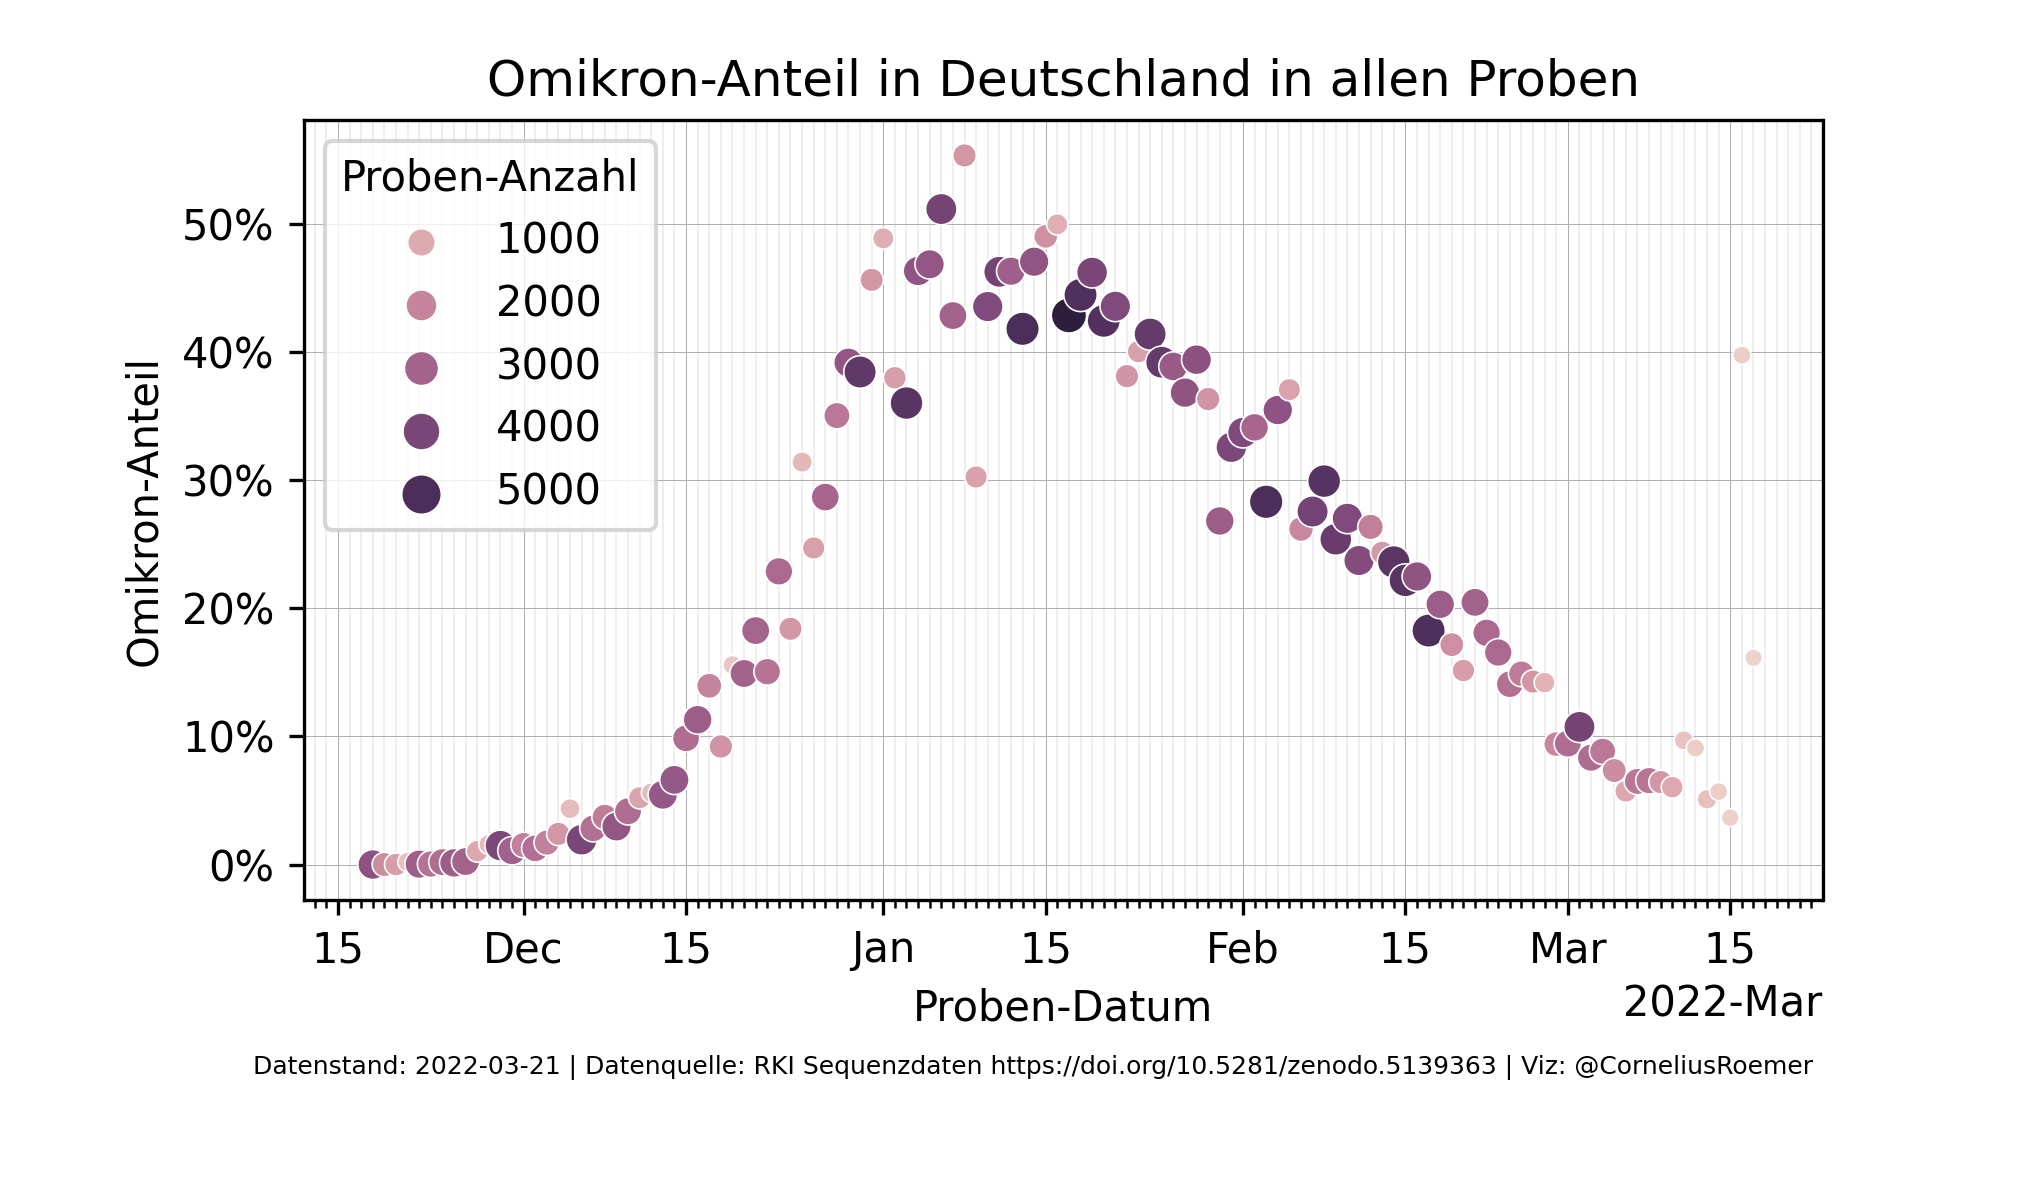 Omikron-Anteil in Deutschland in allen Proben
Proben-Anzahl
1000
2000
3000
4000
5000
Omikron-Anteil
50%
40%
30%
20%
10%
0%
15 Dec 15 Jan 15 Feb 15 Mar 15
Proben-Datum
2022-Mar
Datenstand: 2022-03-21 | Datenquelle: RKI Sequenzdaten https://doi.org/10.5281/zenodo.5139363 | Viz: @CorneliusRoemer